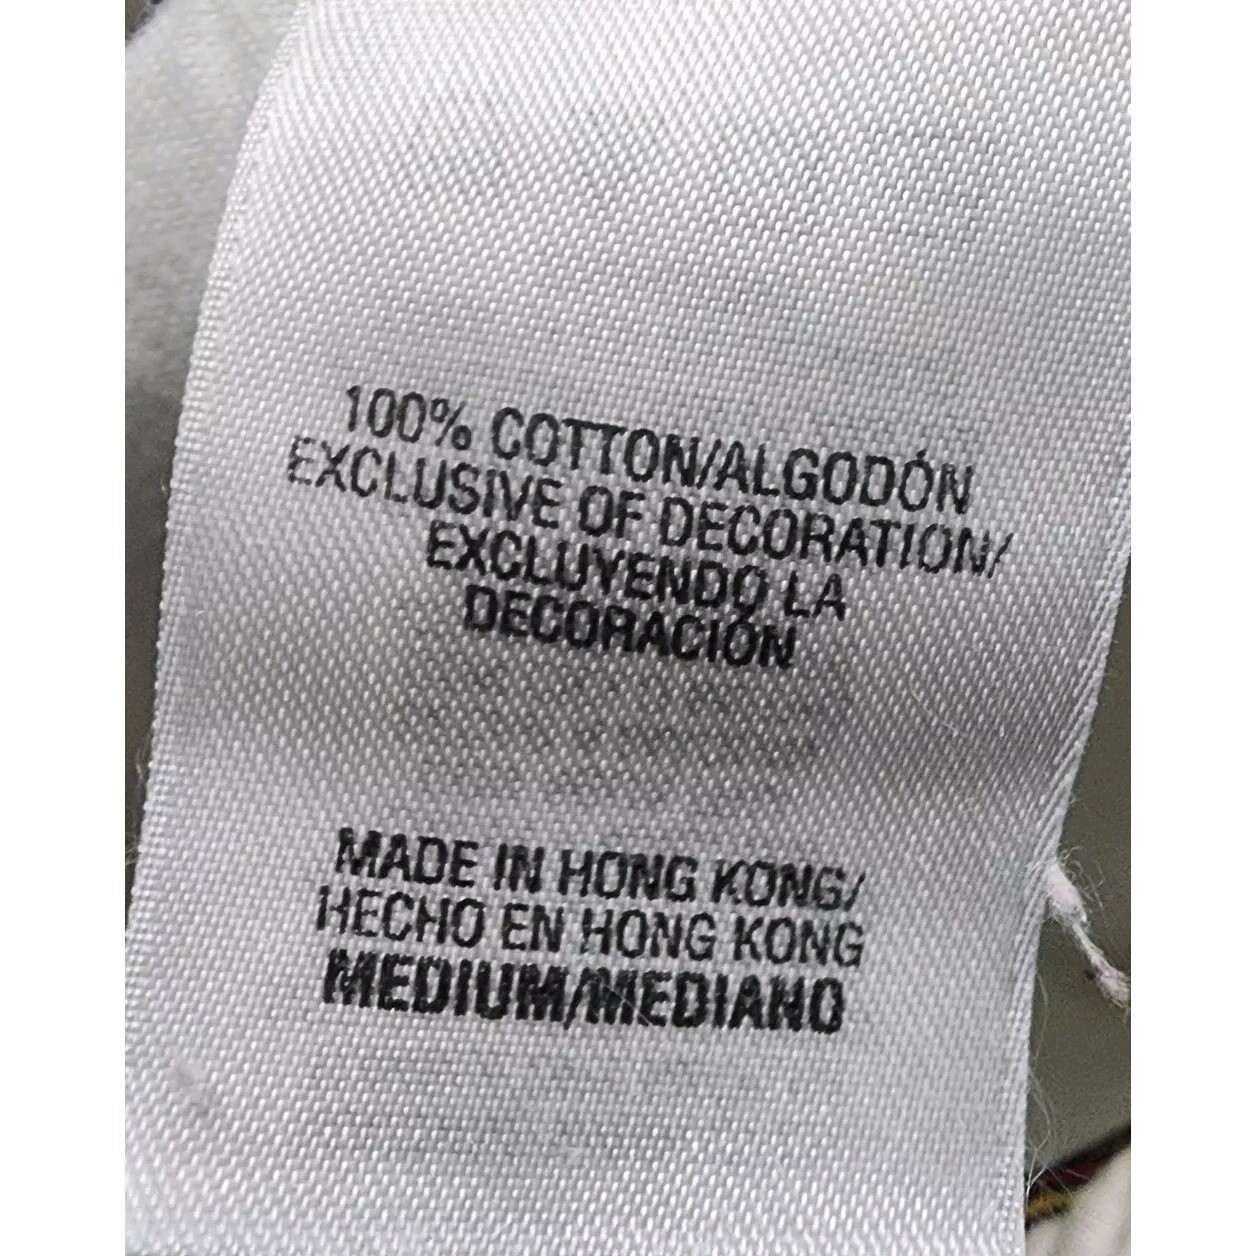 100% COTTON/ALGODÓN
EXCLUSIVE OF DECORATION/
EXCLUYENDO LA
DECORACIÓN
MADE IN HONG KONG/
HECHO EN HONG KONG
MEDIUM/MEDIANO